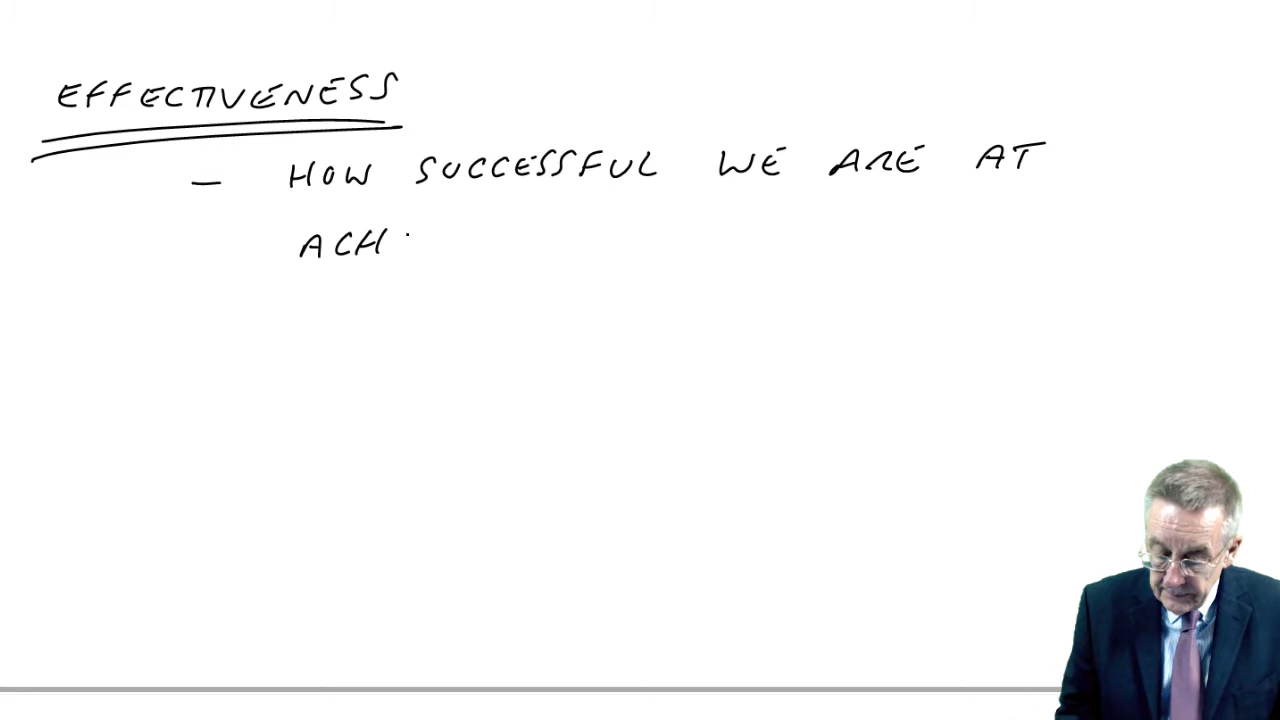 EFFECTIVENESS
– HOW SUCCESSFUL WE ARE AT
ACH